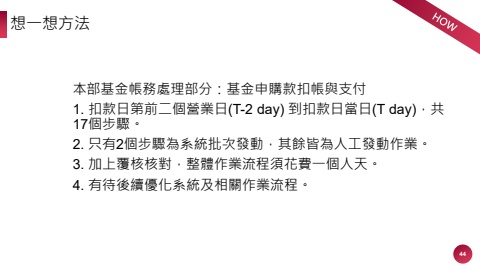 想一想方法
HOW
本部基金帳務處理部分：基金申購款扣帳與支付
1. 扣款日第前二個營業日(T-2 day) 到扣款日當日(T day)，共
17個步驟。
2. 只有2個步驟為系統批次發動，其餘皆為人工發動作業。
3. 加上覆核核對，整體作業流程須花費一個人天。
4. 有待後續優化系統及相關作業流程。
44